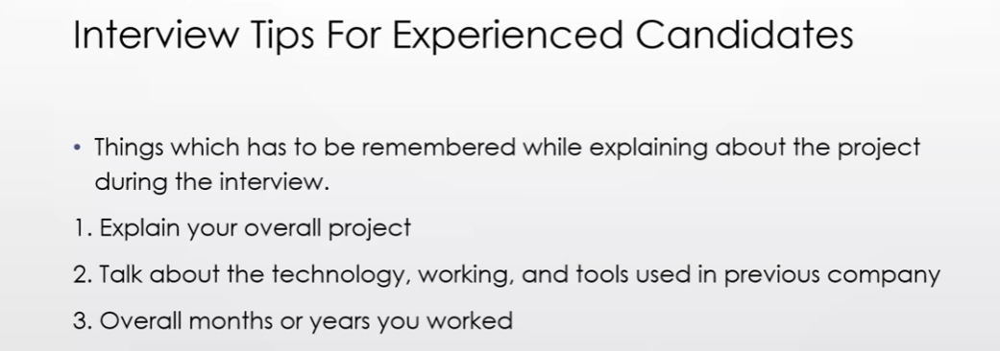 Interview Tips For Experienced Candidates
• Things which has to be remembered while explaining about the project
during the interview.
1. Explain your overall project
2. Talk about the technology, working, and tools used in previous company
3. Overall months or years you worked